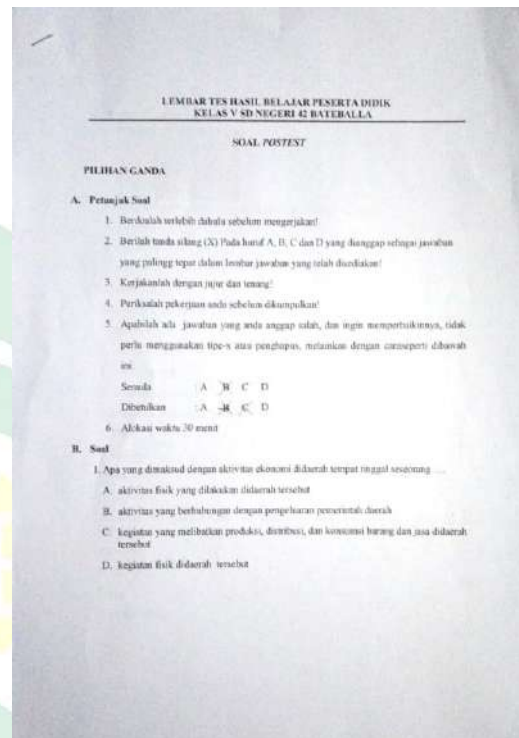 LEMBAR TES HASIL BELAJAR PESERTA DIDIK
KELAS V SD NEGERI 42 BATEBALLA
SOAL POSTEST
PILIHAN GANDA
A. Petunjuk Soal
1. Berdoalah terlebih dahulu sebelum mengerjakan!
2. Berilah tanda silang (X) Pada huruf A, B, C dan D yang dianggap sebagai jawaban
yang palingg tepat dalam lembar jawaban yang telah disediakan!
3. Kerjakanlah dengan jujur dan tenang!
4. Periksalah pekerjaan anda sebelum dikumpulkan!
5. Apabilah ada jawaban yang anda anggap salah, dan ingin memperbaikinnya, tidak
perlu menggunakan tipe-x atau penghapus, melainkan dengan caraseperti dibawah
ini
Semula : A B C D
Dibetulkan : A B C D
6. Alokasi waktu 30 menit
B. Soal
1. Apa yang dimaksud dengan aktivitas ekonomi didaerah tempat tinggal seseorang ....
A. aktivitas fisik yang dilakukan didaerah tersebut
B. aktivitas yang berhubungan dengan pengeluaran pemerintah daerah
C. kegiatan yang melibatkan produksi, distribusi, dan konsumsi barang dan jasa didaerah
tersebut
D. kegiatan fisik didaerah tersebut